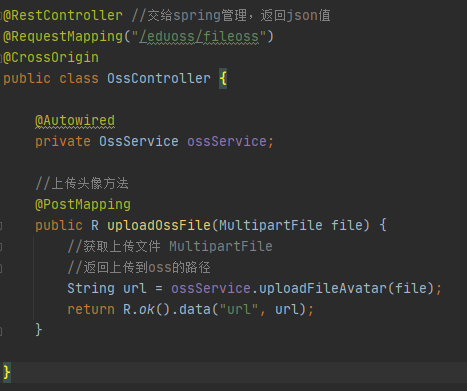 @RestController //交给spring管理，返回json值
@RequestMapping("/eduoss/fileoss")
@CrossOrigin
public class OssController {
@Autowired
private OssService ossService;
//上传头像方法
@PostMapping
public R uploadOssFile(MultipartFile file) {
//获取上传文件 MultipartFile
//返回上传到oss的路径
String url = ossService.uploadFileAvatar(file);
return R.ok().data("url", url);
}
}